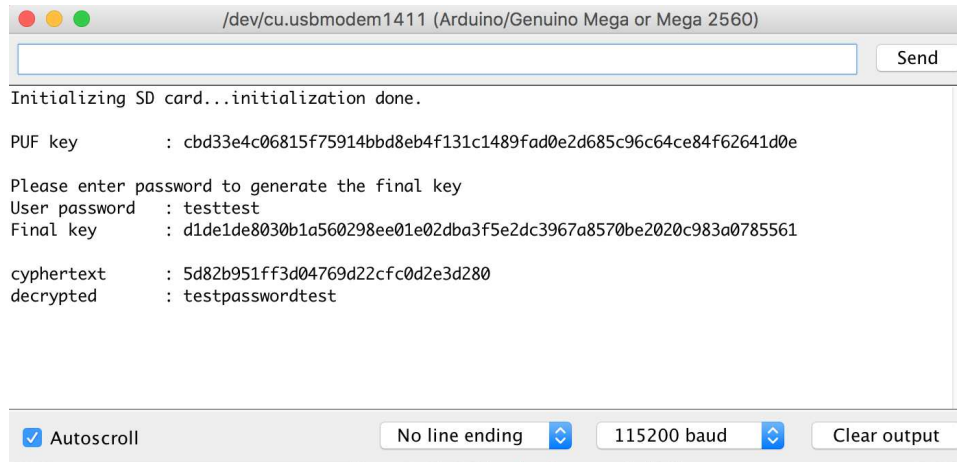 /dev/cu.usbmodem1411 (Arduino/Genuino Mega or Mega 2560)
Send
Initializing SD card...initialization done.
PUF key : cbd33e4c06815f75914bbd8eb4f131c1489fad0e2d685c96c64ce84f62641d0e
Please enter password to generate the final key
User password : testtest
Final key : d1de1de8030b1a560298ee01e02dba3f5e2dc3967a8570be2020c983a0785561
cyphertext : 5d82b951ff3d04769d22cfc0d2e3d280
decrypted : testpasswordtest
Autoscroll No line ending 115200 baud Clear output